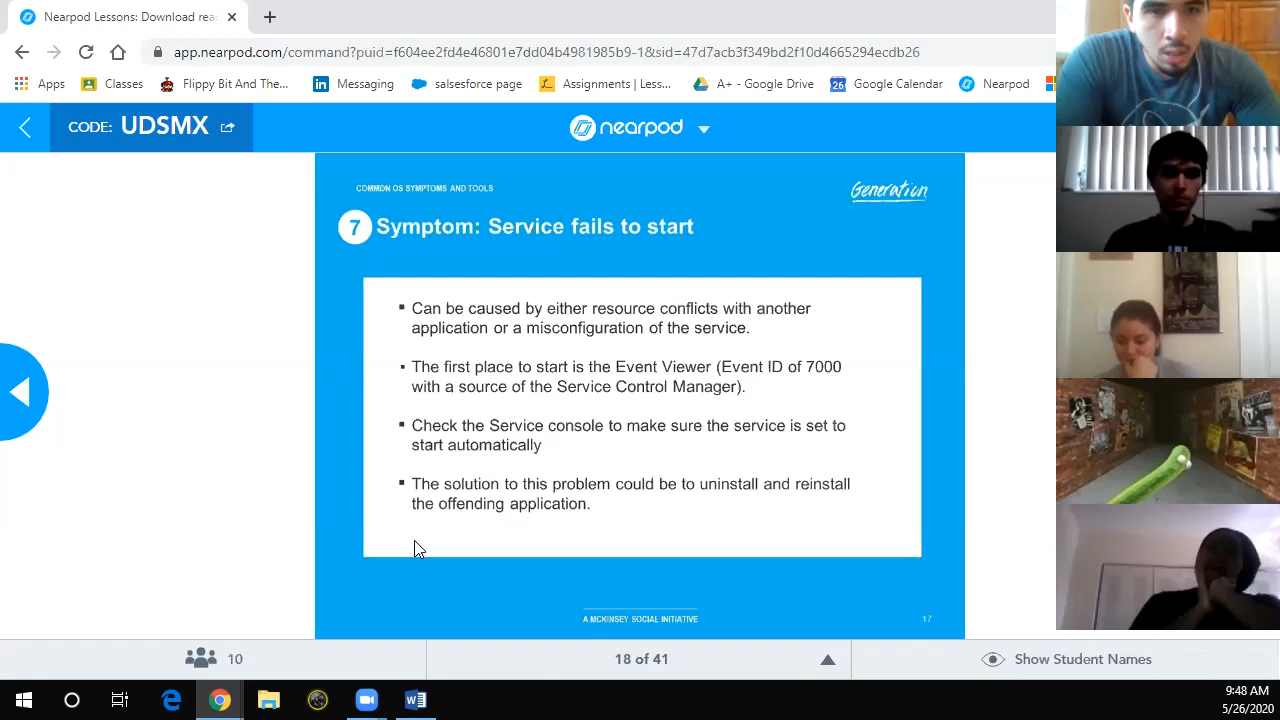 Nearpod Lessons: Download rea
app.nearpod.com/command?puid=f604ee2fd4e46801e7dd04b4981985b9-1&sid=47d7acb3f349bd2f10d4665294ecdb26
Apps Classes Flippy Bit And The... Messaging salsesforce page Assignments | Less... A+ - Google Drive 26 Google Calendar Nearpod
CODE: UDSMX nearpod
COMMON OS SYMPTOMS AND TOOLS
Generation
7 Symptom: Service fails to start
▪ Can be caused by either resource conflicts with another
application or a misconfiguration of the service.
▪ The first place to start is the Event Viewer (Event ID of 7000
with a source of the Service Control Manager).
▪ Check the Service console to make sure the service is set to
start automatically
▪ The solution to this problem could be to uninstall and reinstall
the offending application.
A MCKINSEY SOCIAL INITIATIVE
17
10 18 of 41 Show Student Names
9:48 AM
5/26/2020